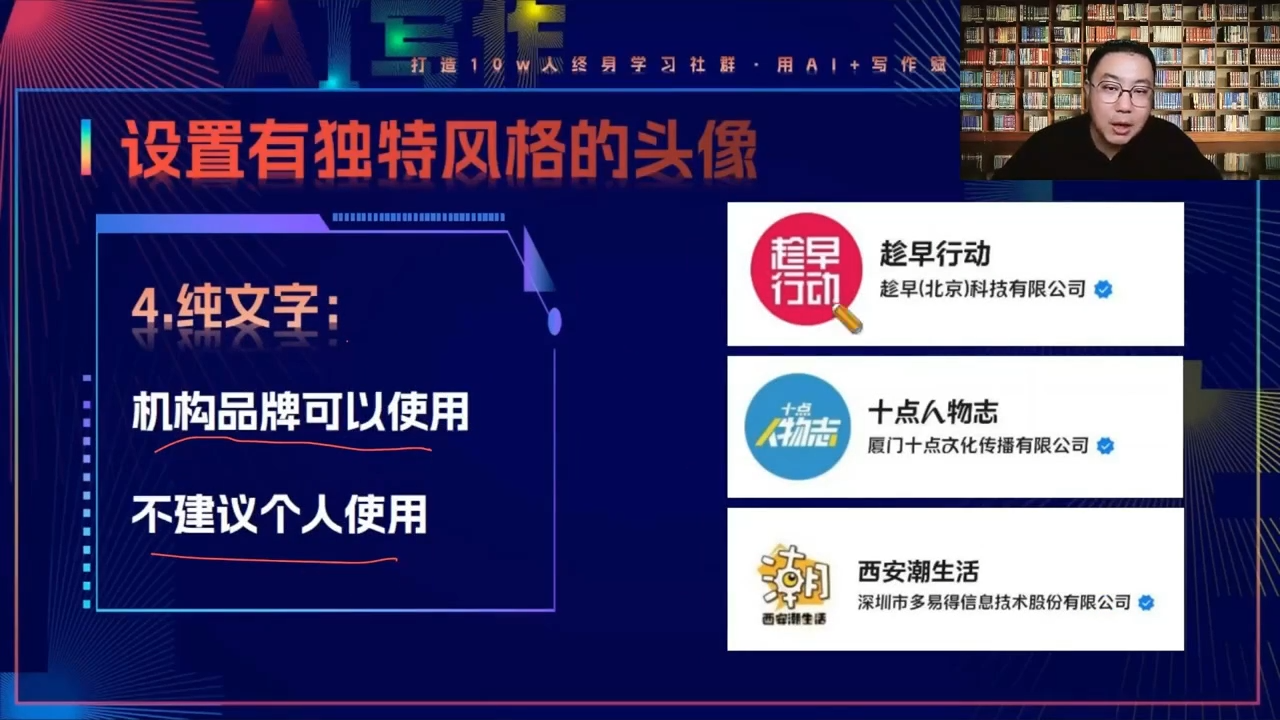 AI写作
打造10w人终身学习社群·用AI+写作赋
设置有独特风格的头像
4.纯文字：
机构品牌可以使用
不建议个人使用
趁早
行动
趁早行动
趁早(北京)科技有限公司
十点
人物志
十点人物志
厦门十点文化传播有限公司
潮
西安潮生活
西安潮生活
深圳市多易得信息技术股份有限公司